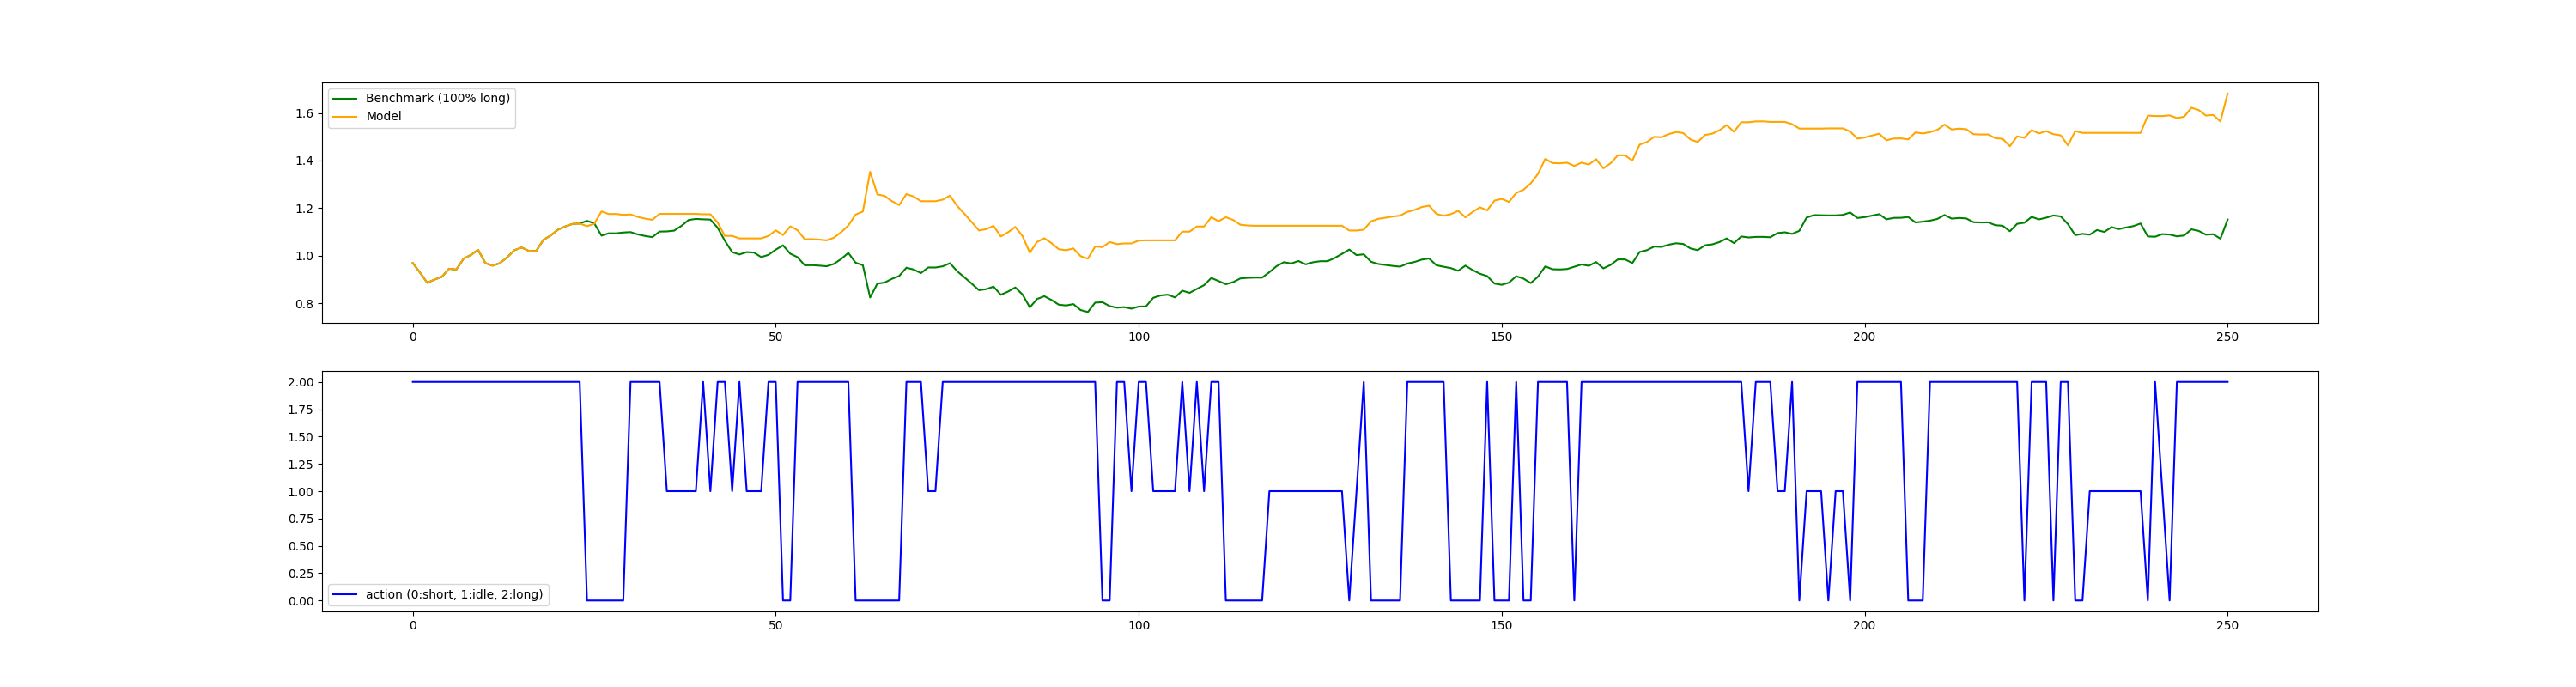 Benchmark (100% long)
Model
1.6
1.4
1.2
1.0
0.8
0 50 100 150 200 250
2.00
1.75
1.50
1.25
1.00
0.75
0.50
0.25
0.00
action (0:short, 1:idle, 2:long)
0 50 100 150 200 250